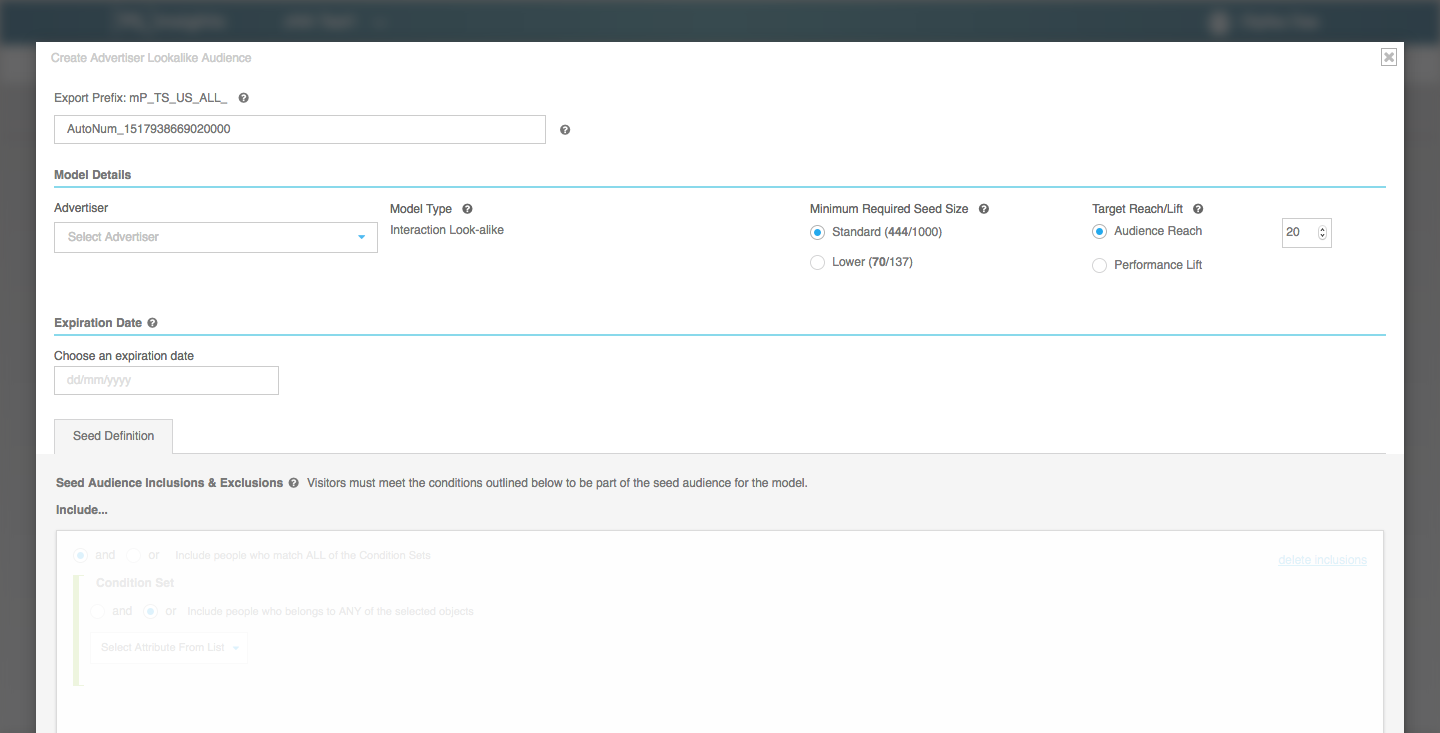 Create Advertiser Lookalike Audience
Export Prefix: mP_TS_US_ALL_
AutoNum_1517938669020000
Model Details
Advertiser
Select Advertiser
Model Type
Interaction Look-alike
Minimum Required Seed Size
Standard (444/1000)
Lower (70/137)
Target Reach/Lift
Audience Reach
20
Performance Lift
Expiration Date
Choose an expiration date
dd/mm/yyyy
Seed Definition
Seed Audience Inclusions & Exclusions Visitors must meet the conditions outlined below to be part of the seed audience for the model.
Include...
and or Include people who match ALL of the Condition Sets
delete inclusions
Condition Set
and or Include people who belongs to ANY of the selected objects
Select Attribute From List